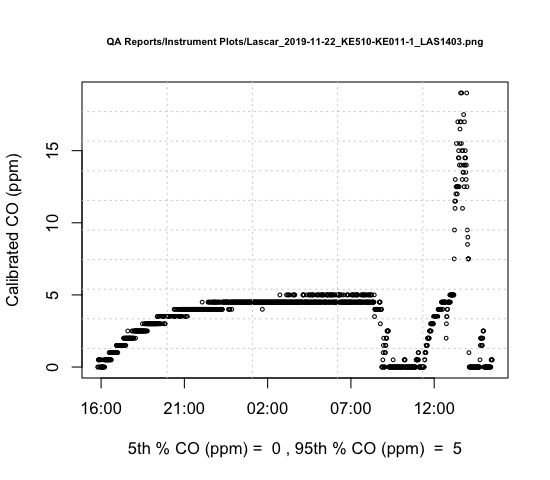 QA Reports/Instrument Plots/Lascar_2019-11-22_KE510-KE011-1_LAS1403.png
Calibrated CO (ppm)
15
10
5
0
16:00 21:00 02:00 07:00 12:00
5th % CO (ppm) = 0 , 95th % CO (ppm) = 5